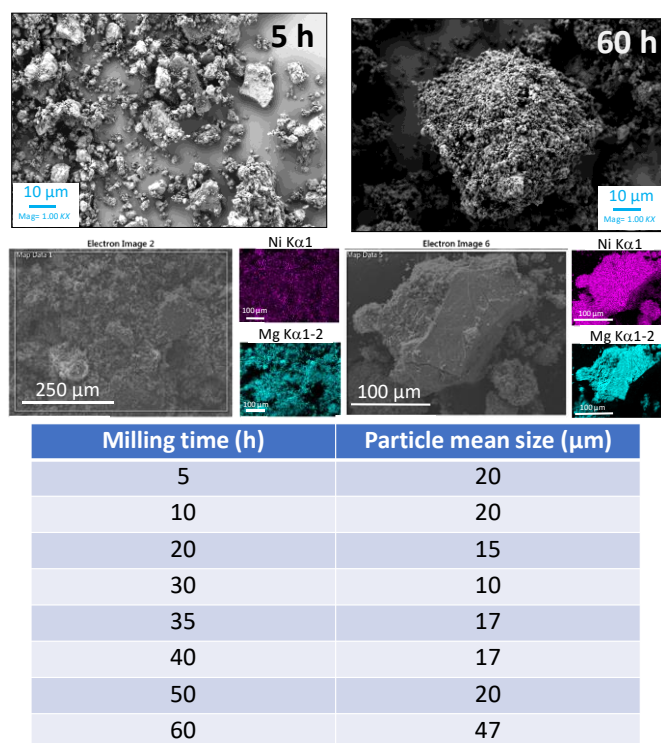 5 h
60 h
10 μm
Mag= 1.00 KX
10 μm
Mag= 1.00 KX
Electron Image 2
Map Data 1
250 μm
Ni Kα1
100 μm
Mg Kα1-2
100 μm
Electron Image 6
Map Data 5
100 μm
Ni Kα1
100 μm
Mg Kα1-2
100 μm
Milling time (h) Particle mean size (μm)
5 20
10 20
20 15
30 10
35 17
40 17
50 20
60 47